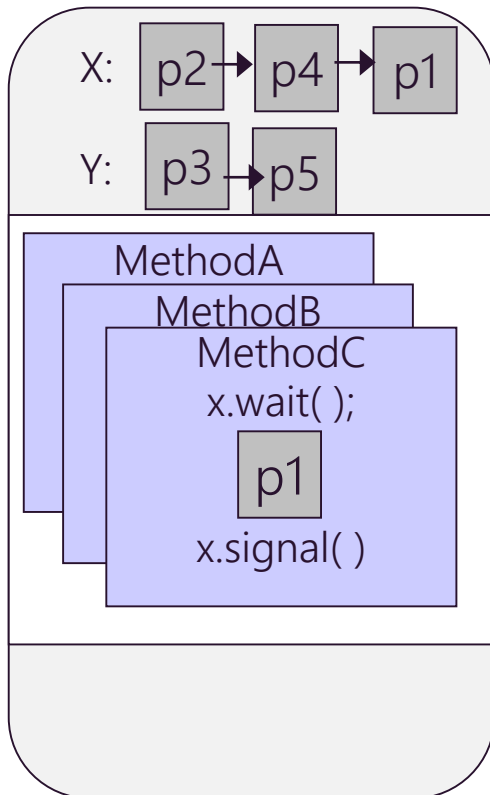 X: p2 p4 p1
Y: p3 p5
MethodA
MethodB
MethodC
x.wait( );
p1
x.signal( )